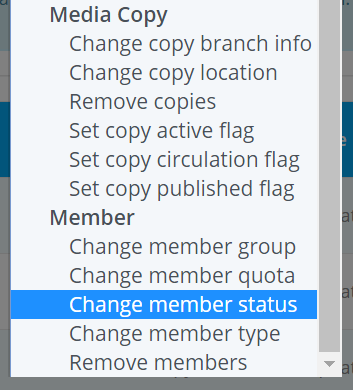 Media Copy
Change copy branch info
Change copy location
Remove copies
Set copy active flag
Set copy circulation flag
Set copy published flag
Member
Change member group
Change member quota
Change member status
Change member type
Remove members